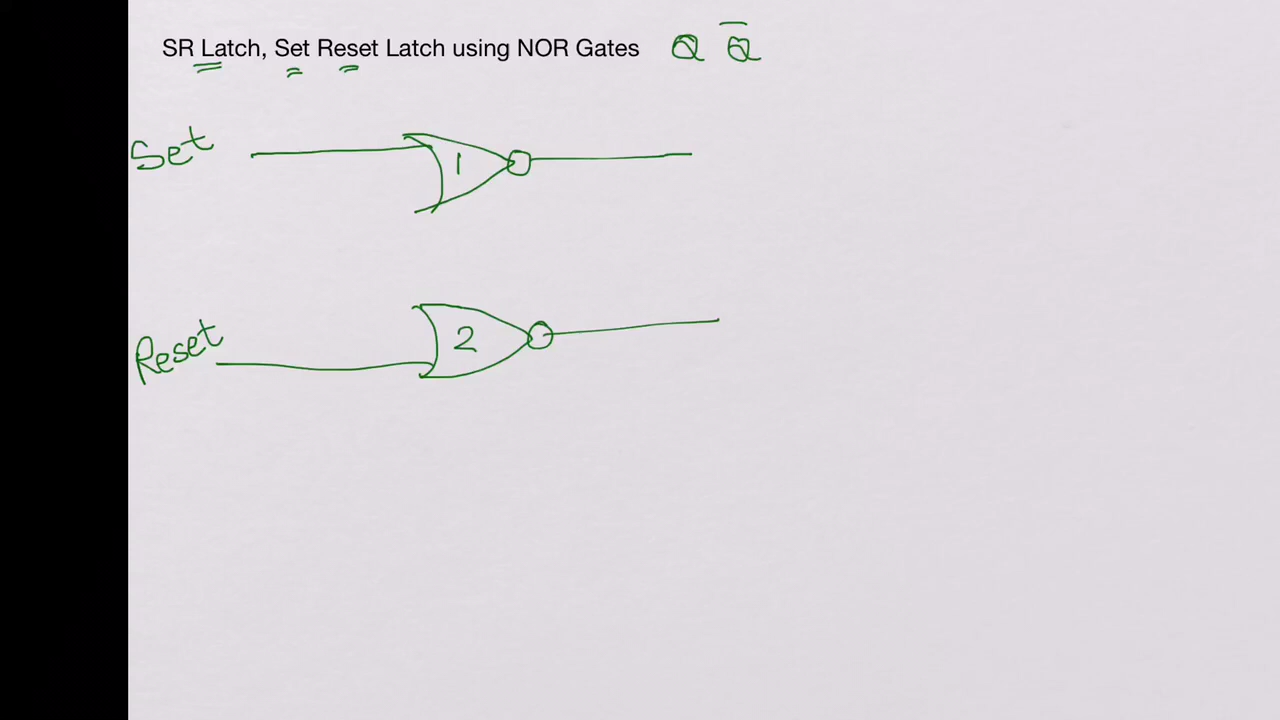 SR Latch, Set Reset Latch using NOR Gates Q Q̅
Set
1
Reset
2